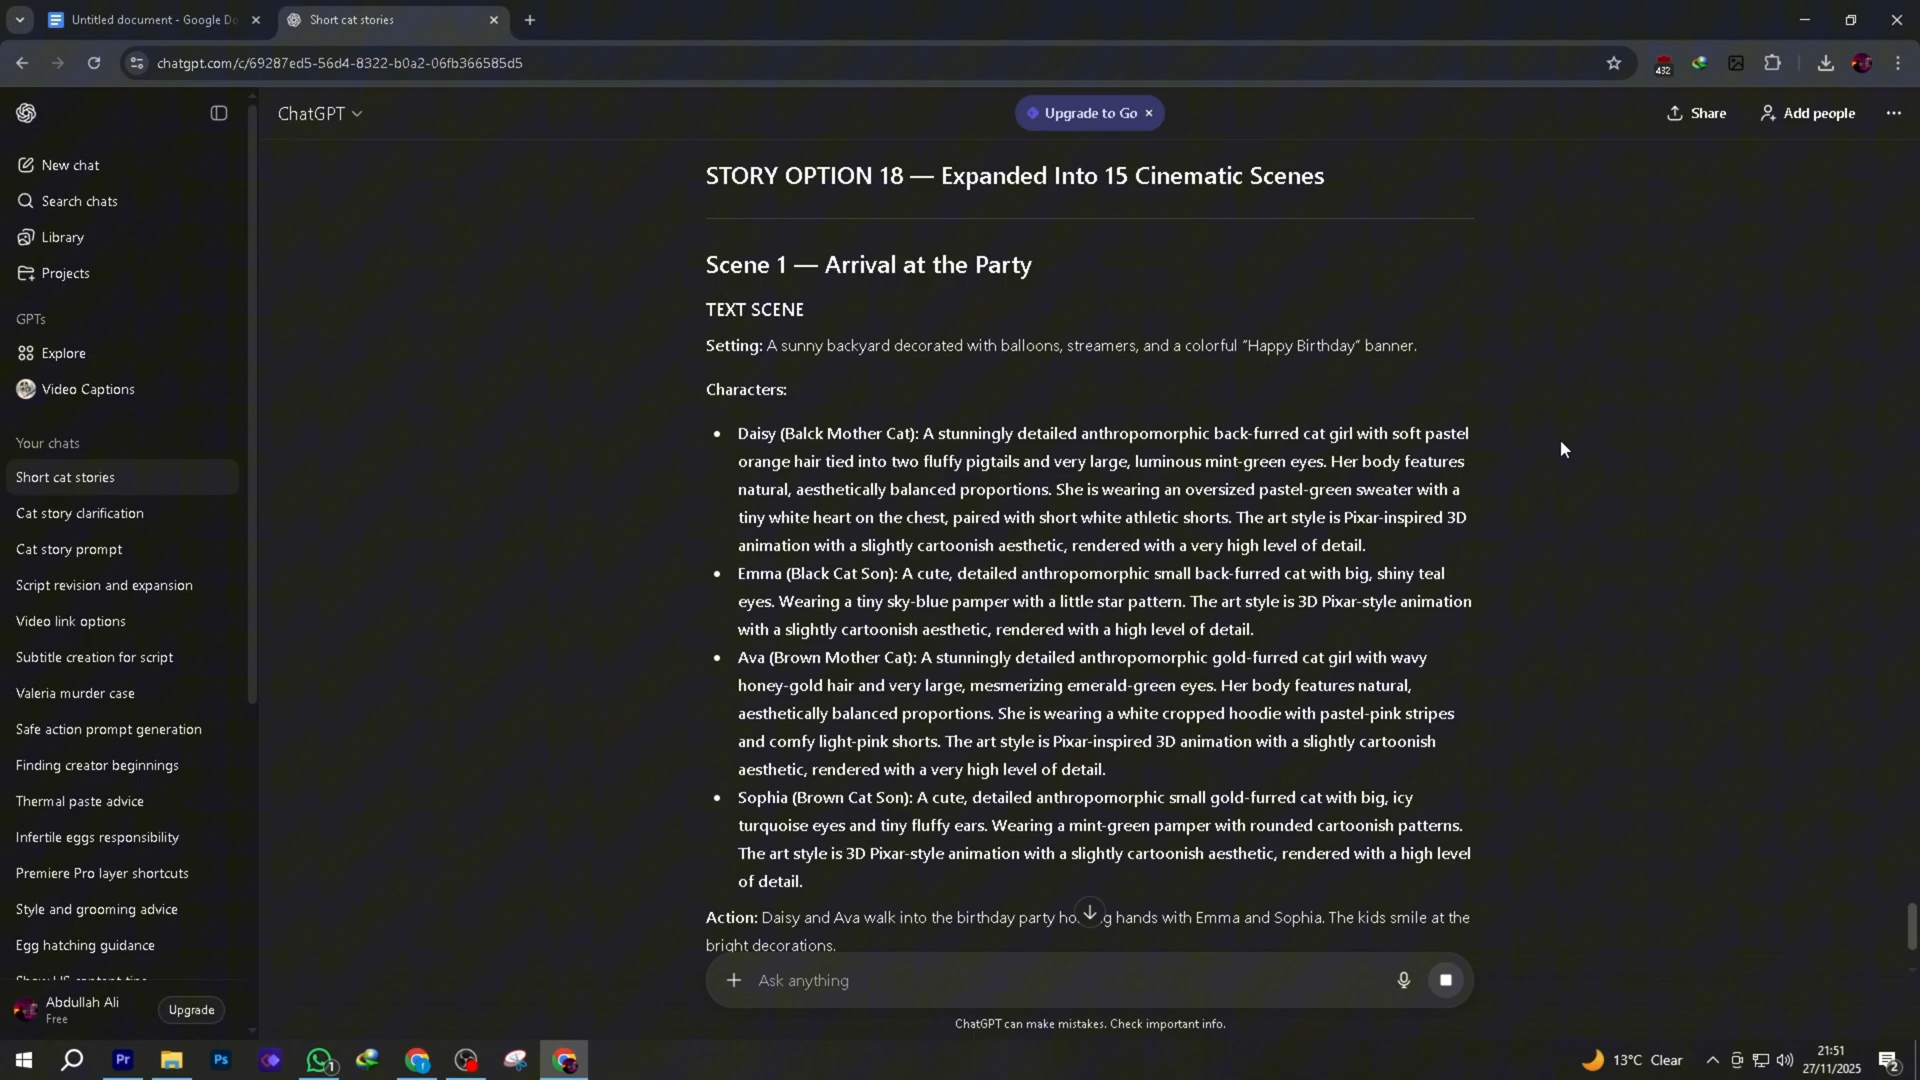 Untitled document - Google Do
Short cat stories
chatgpt.com/c/69287ed5-56d4-8322-b0a2-06fb366585d5
432
ChatGPT
Upgrade to Go
Share
Add people
New chat
Search chats
Library
Projects
GPTs
Explore
Video Captions
Your chats
Short cat stories
Cat story clarification
Cat story prompt
Script revision and expansion
Video link options
Subtitle creation for script
Valeria murder case
Safe action prompt generation
Finding creator beginnings
Thermal paste advice
Infertile eggs responsibility
Premiere Pro layer shortcuts
Style and grooming advice
Egg hatching guidance
Abdullah Ali
Free
Upgrade
STORY OPTION 18 — Expanded Into 15 Cinematic Scenes
Scene 1 — Arrival at the Party
TEXT SCENE
Setting: A sunny backyard decorated with balloons, streamers, and a colorful “Happy Birthday” banner.
Characters:
• Daisy (Balck Mother Cat): A stunningly detailed anthropomorphic back-furred cat girl with soft pastel
orange hair tied into two fluffy pigtails and very large, luminous mint-green eyes. Her body features
natural, aesthetically balanced proportions. She is wearing an oversized pastel-green sweater with a
tiny white heart on the chest, paired with short white athletic shorts. The art style is Pixar-inspired 3D
animation with a slightly cartoonish aesthetic, rendered with a very high level of detail.
• Emma (Black Cat Son): A cute, detailed anthropomorphic small back-furred cat with big, shiny teal
eyes. Wearing a tiny sky-blue pamper with a little star pattern. The art style is 3D Pixar-style animation
with a slightly cartoonish aesthetic, rendered with a high level of detail.
• Ava (Brown Mother Cat): A stunningly detailed anthropomorphic gold-furred cat girl with wavy
honey-gold hair and very large, mesmerizing emerald-green eyes. Her body features natural,
aesthetically balanced proportions. She is wearing a white cropped hoodie with pastel-pink stripes
and comfy light-pink shorts. The art style is Pixar-inspired 3D animation with a slightly cartoonish
aesthetic, rendered with a very high level of detail.
• Sophia (Brown Cat Son): A cute, detailed anthropomorphic small gold-furred cat with big, icy
turquoise eyes and tiny fluffy ears. Wearing a mint-green pamper with rounded cartoonish patterns.
The art style is 3D Pixar-style animation with a slightly cartoonish aesthetic, rendered with a high level
of detail.
Action: Daisy and Ava walk into the birthday party ho g hands with Emma and Sophia. The kids smile at the
bright decorations.
Ask anything
ChatGPT can make mistakes. Check important info.
Pr
Ps
1
13°C Clear
21:51
27/11/2025
2